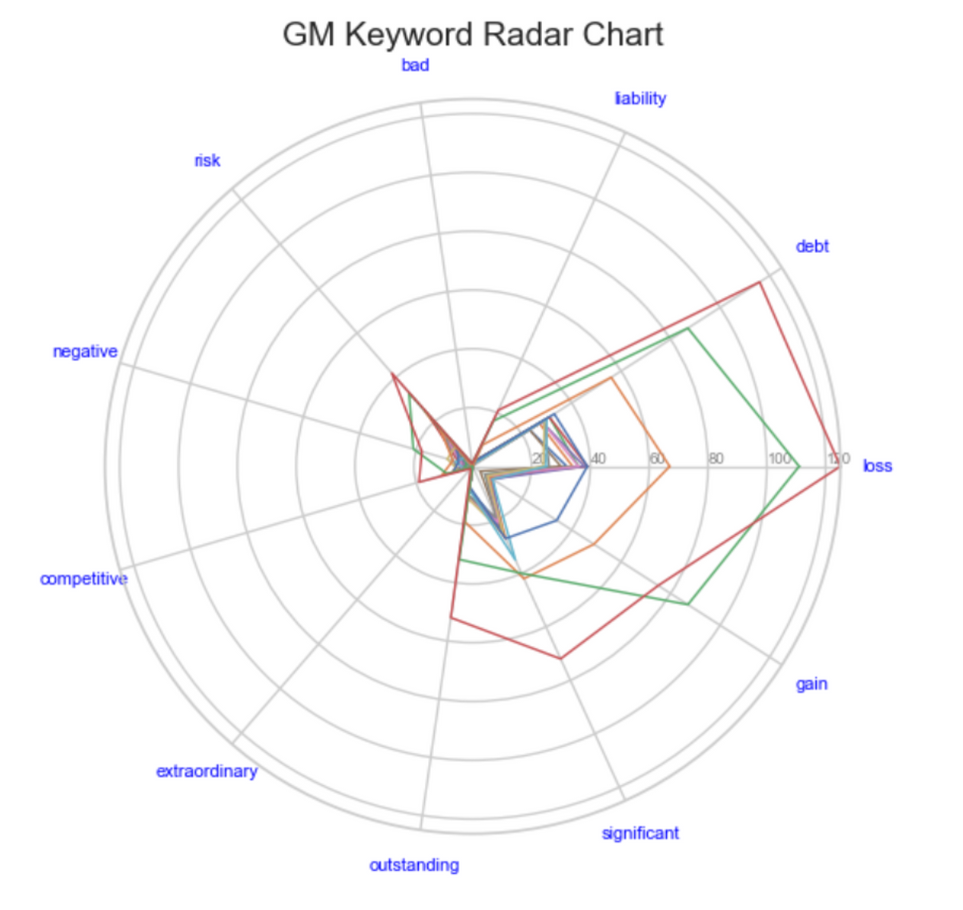 GM Keyword Radar Chart
bad
liability
risk
debt
negative
20 40 60 80 100 120
loss
competitive
gain
extraordinary
significant
outstanding